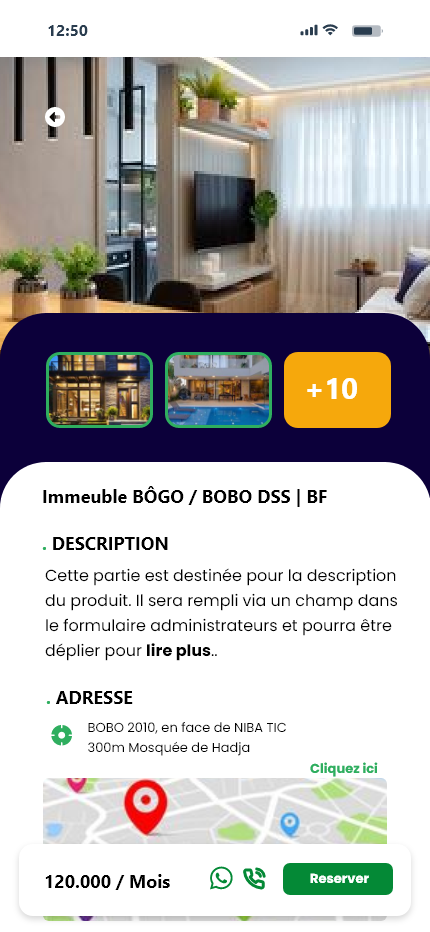 12:50
+10
Immeuble BÔGO / BOBO DSS | BF
. DESCRIPTION
Cette partie est destinée pour la description
du produit. Il sera rempli via un champ dans
le formulaire administrateurs et pourra être
déplier pour lire plus..
. ADRESSE
BOBO 2010, en face de NIBA TIC
300m Mosquée de Hadja
Cliquez ici
120.000 / Mois
Reserver